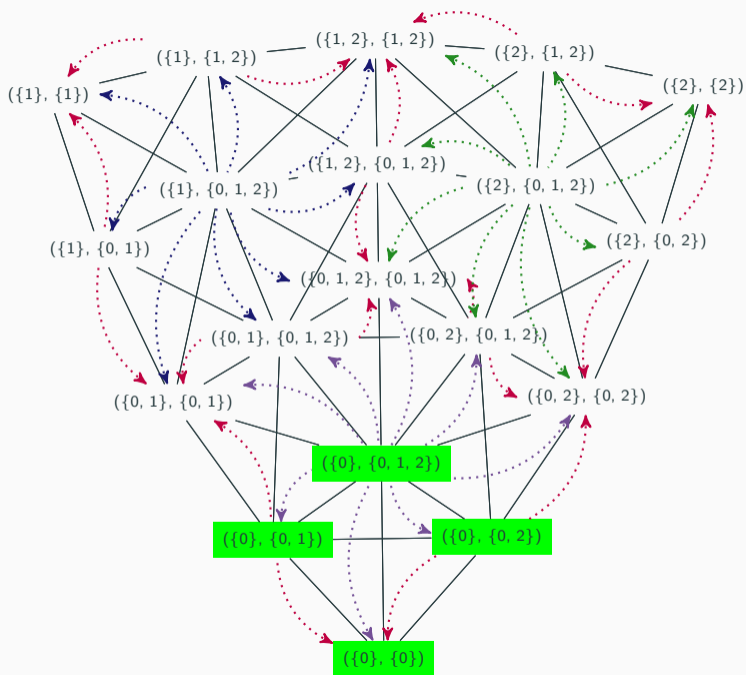 ({1, 2}, {1, 2})
({1}, {1, 2})
({2}, {1, 2})
({1}, {1})
({2}, {2})
({1, 2}, {0, 1, 2})
({1}, {0, 1, 2})
({2}, {0, 1, 2})
({1}, {0, 1})
({2}, {0, 2})
({0, 1, 2}, {0, 1, 2})
({0, 1}, {0, 1, 2})
({0, 2}, {0, 1, 2})
({0, 1}, {0, 1})
({0, 2}, {0, 2})
({0}, {0, 1, 2})
({0}, {0, 1})
({0}, {0, 2})
({0}, {0})